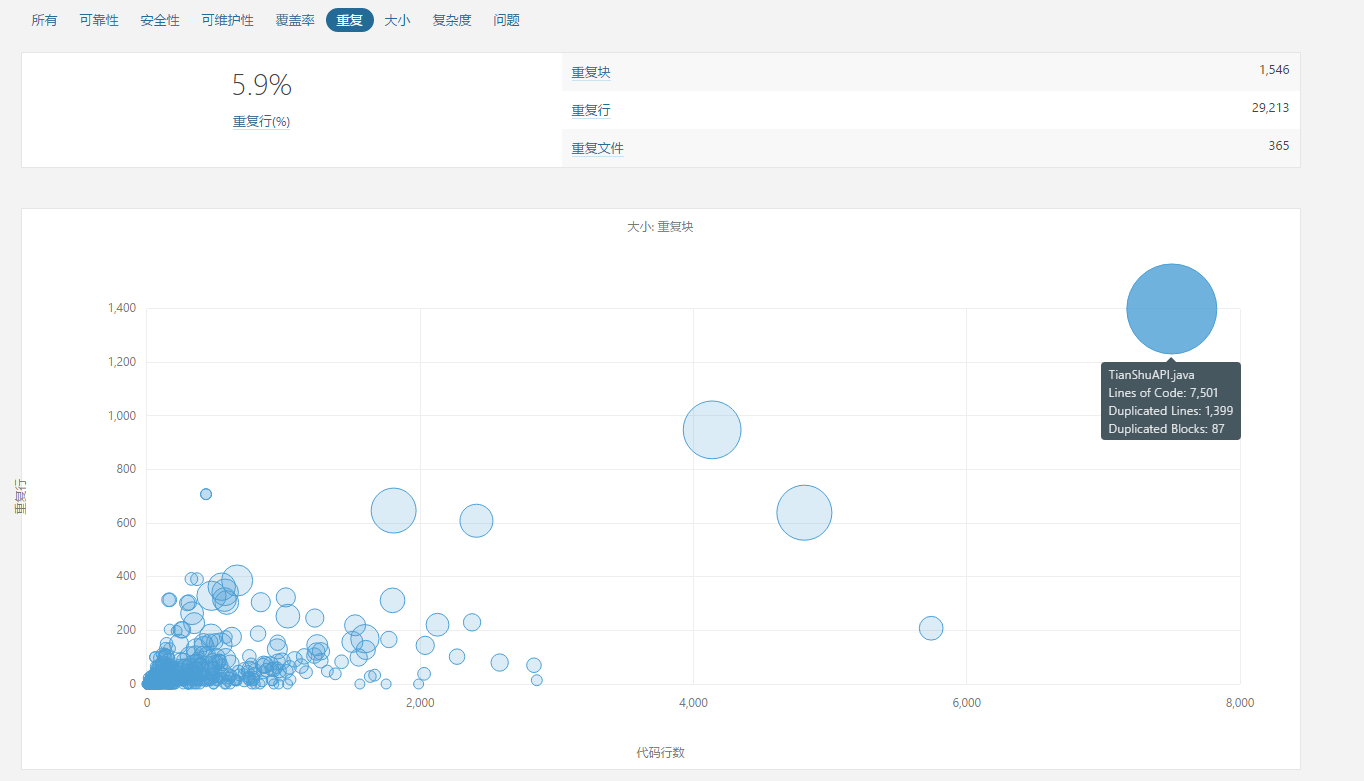 所有 可靠性 安全性 可维护性 覆盖率 重复 大小 复杂度 问题
5.9%
重复行(%)
重复块 1,546
重复行 29,213
重复文件 365
大小: 重复块
1,400
1,200
1,000
800
600
400
200
0
重复行
TianShuAPI.java
Lines of Code: 7,501
Duplicated Lines: 1,399
Duplicated Blocks: 87
0 2,000 4,000 6,000 8,000
代码行数